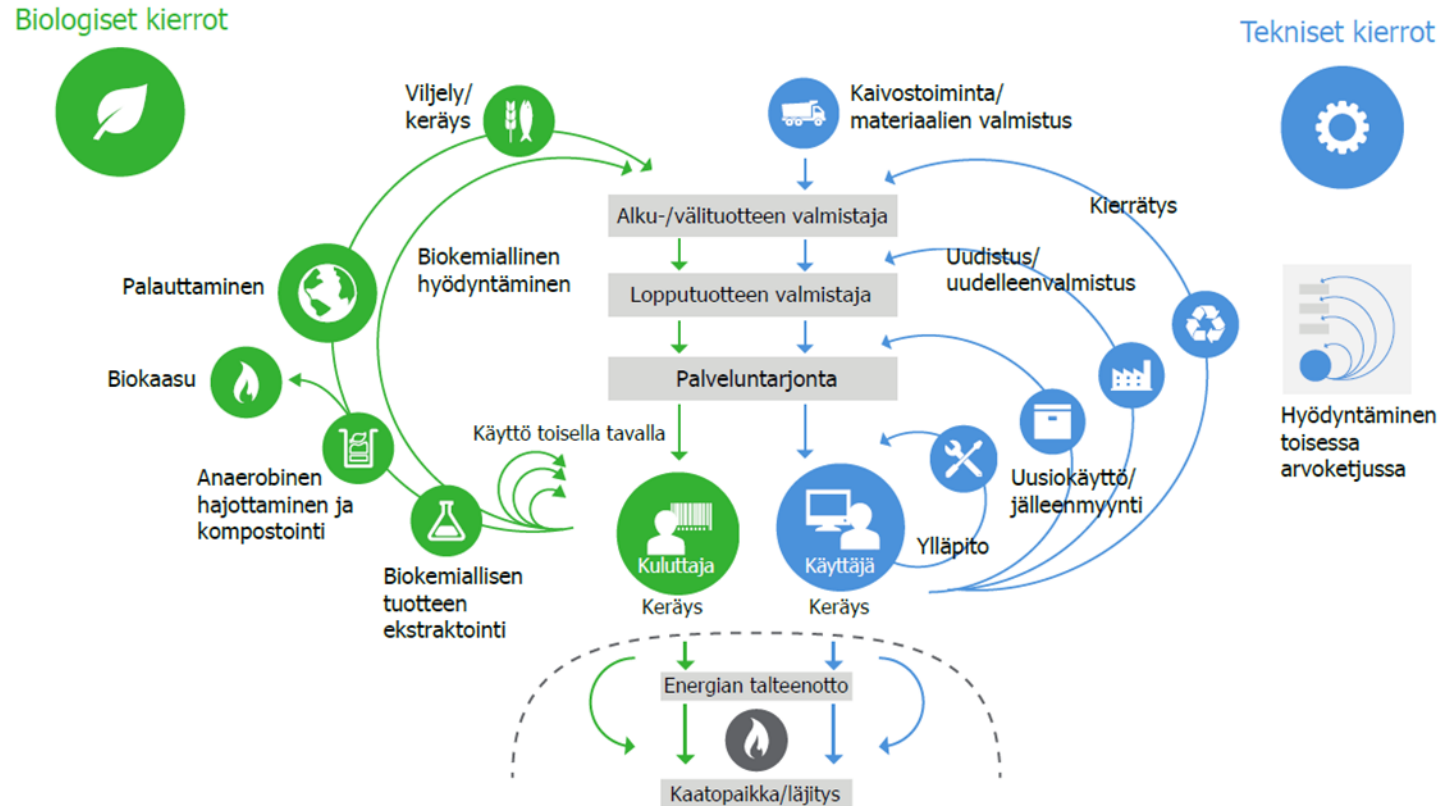 Biologiset kierrot
Tekniset kierrot
Viljely/
keräys
Kaivostoiminta/
materiaalien valmistus
Kierrätys
Alku-/välituotteen valmistaja
Biokemiallinen
hyödyntäminen
Uudistus/
uudelleenvalmistus
Palauttaminen
Lopputuotteen valmistaja
Biokaasu
Palveluntarjonta
Hyödyntäminen
toisessa
arvoketjussa
Käyttö toisella tavalla
Anaerobinen
hajottaminen ja
kompostointi
Uusiokäyttö/
jälleenmyynti
Ylläpito
Kuluttaja
Käyttäjä
Biokemiallisen
tuotteen
ekstraktointi
Keräys
Keräys
Energian talteenotto
Kaatopaikka/läjitys